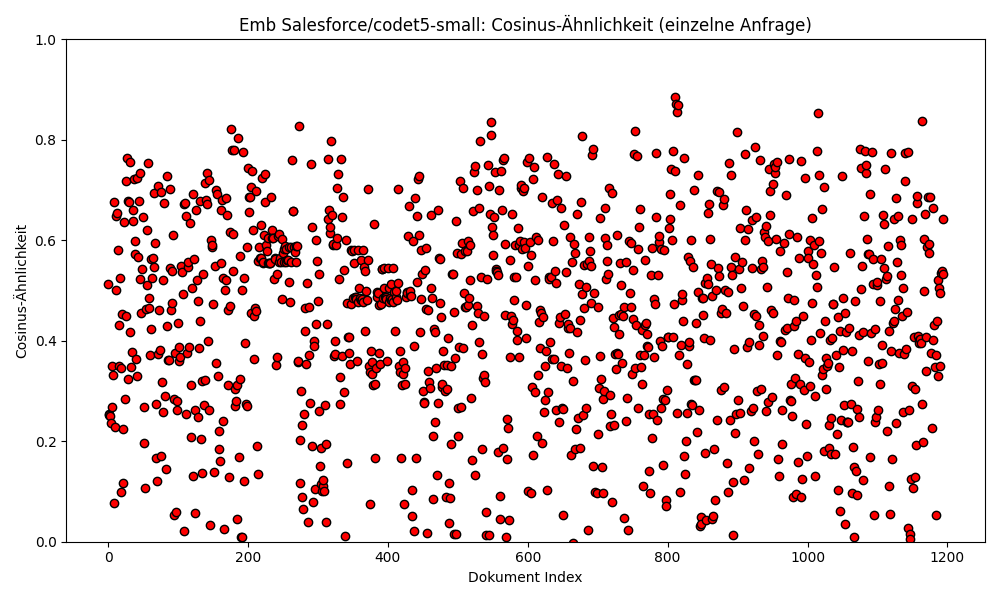 Emb Salesforce/codet5-small: Cosinus-Ähnlichkeit (einzelne Anfrage)
1.0
0.8
0.6
0.4
0.2
0.0
Cosinus-Ähnlichkeit
0 200 400 600 800 1000 1200
Dokument Index